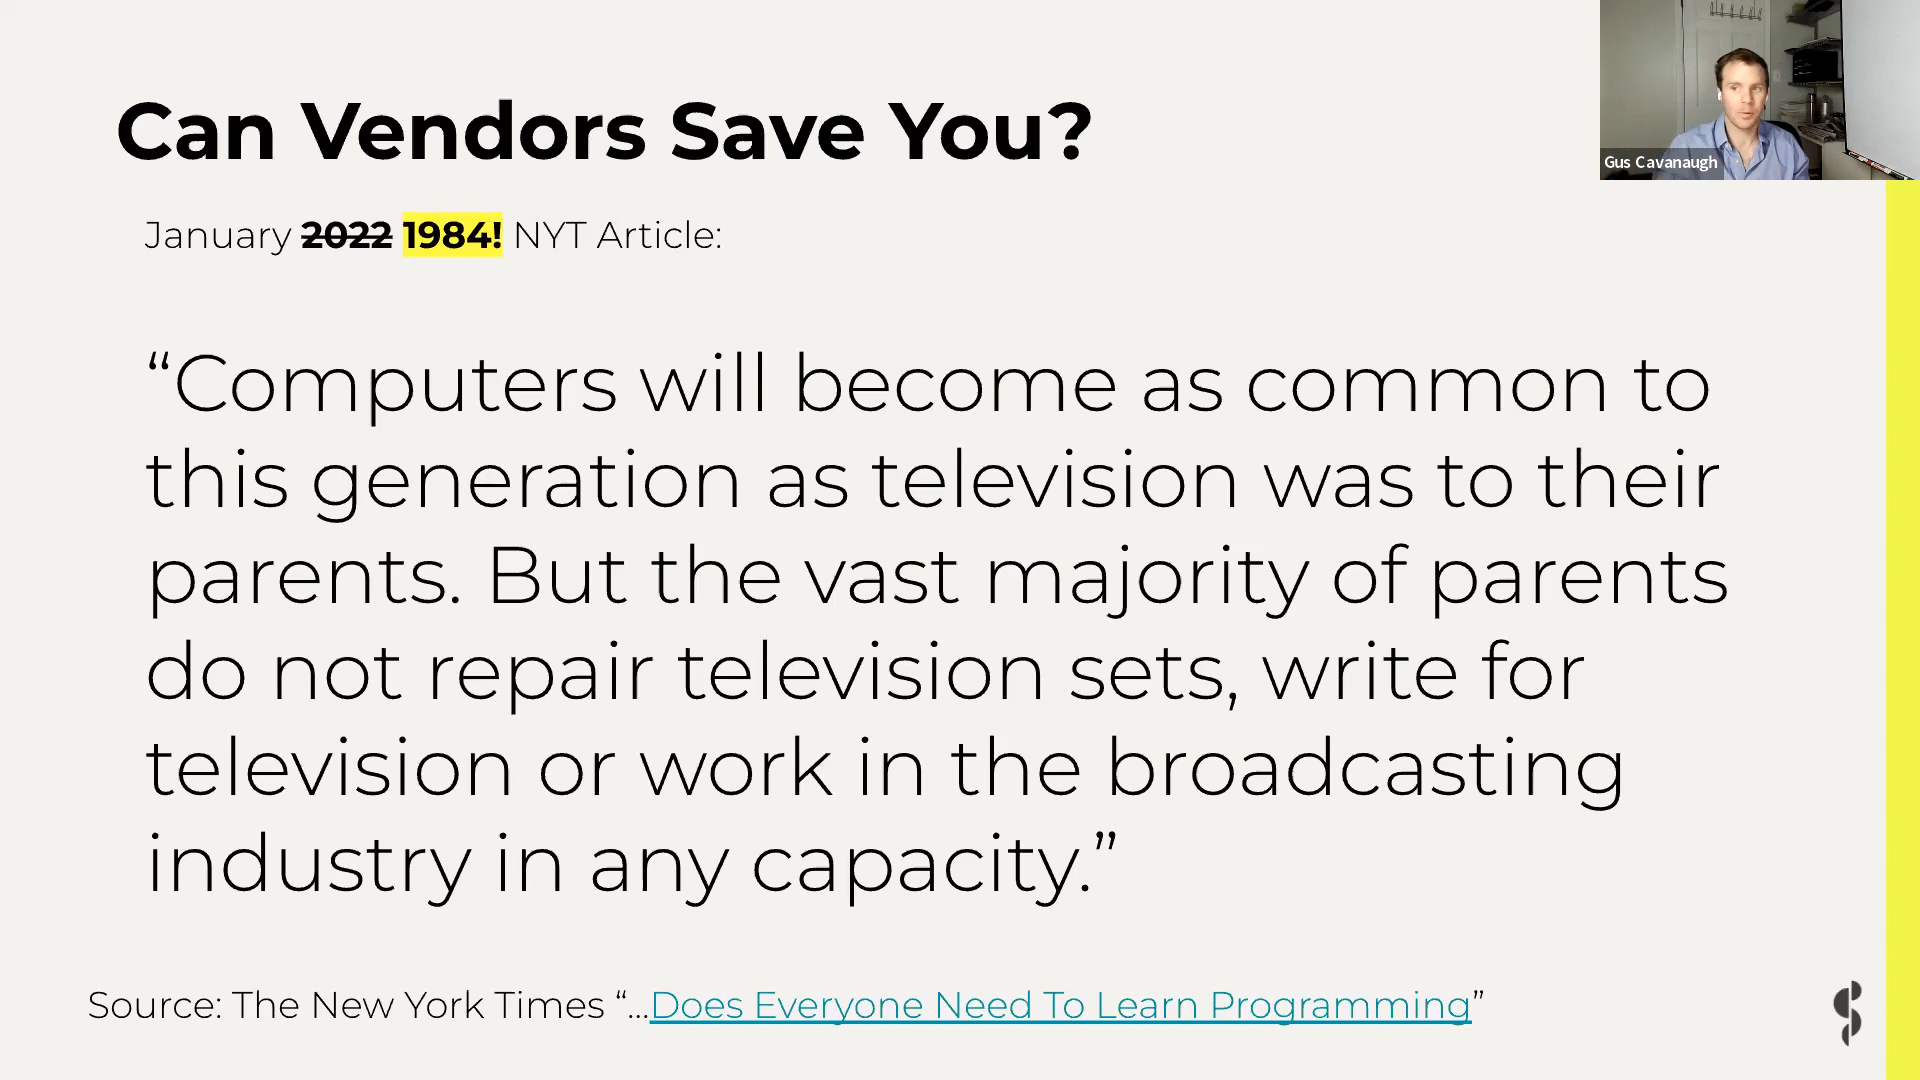 Can Vendors Save You?
Gus Cavanaugh
January 2022 1984! NYT Article:
“Computers will become as common to
this generation as television was to their
parents. But the vast majority of parents
do not repair television sets, write for
television or work in the broadcasting
industry in any capacity.”
Source: The New York Times “...Does Everyone Need To Learn Programming”